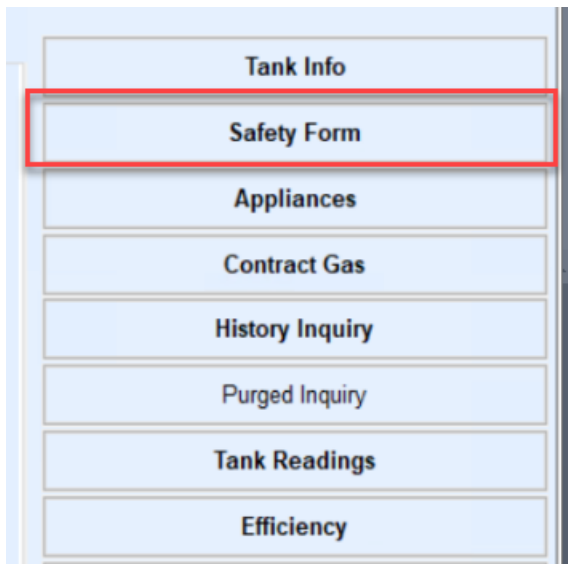 Tank Info
Safety Form
Appliances
Contract Gas
History Inquiry
Purged Inquiry
Tank Readings
Efficiency